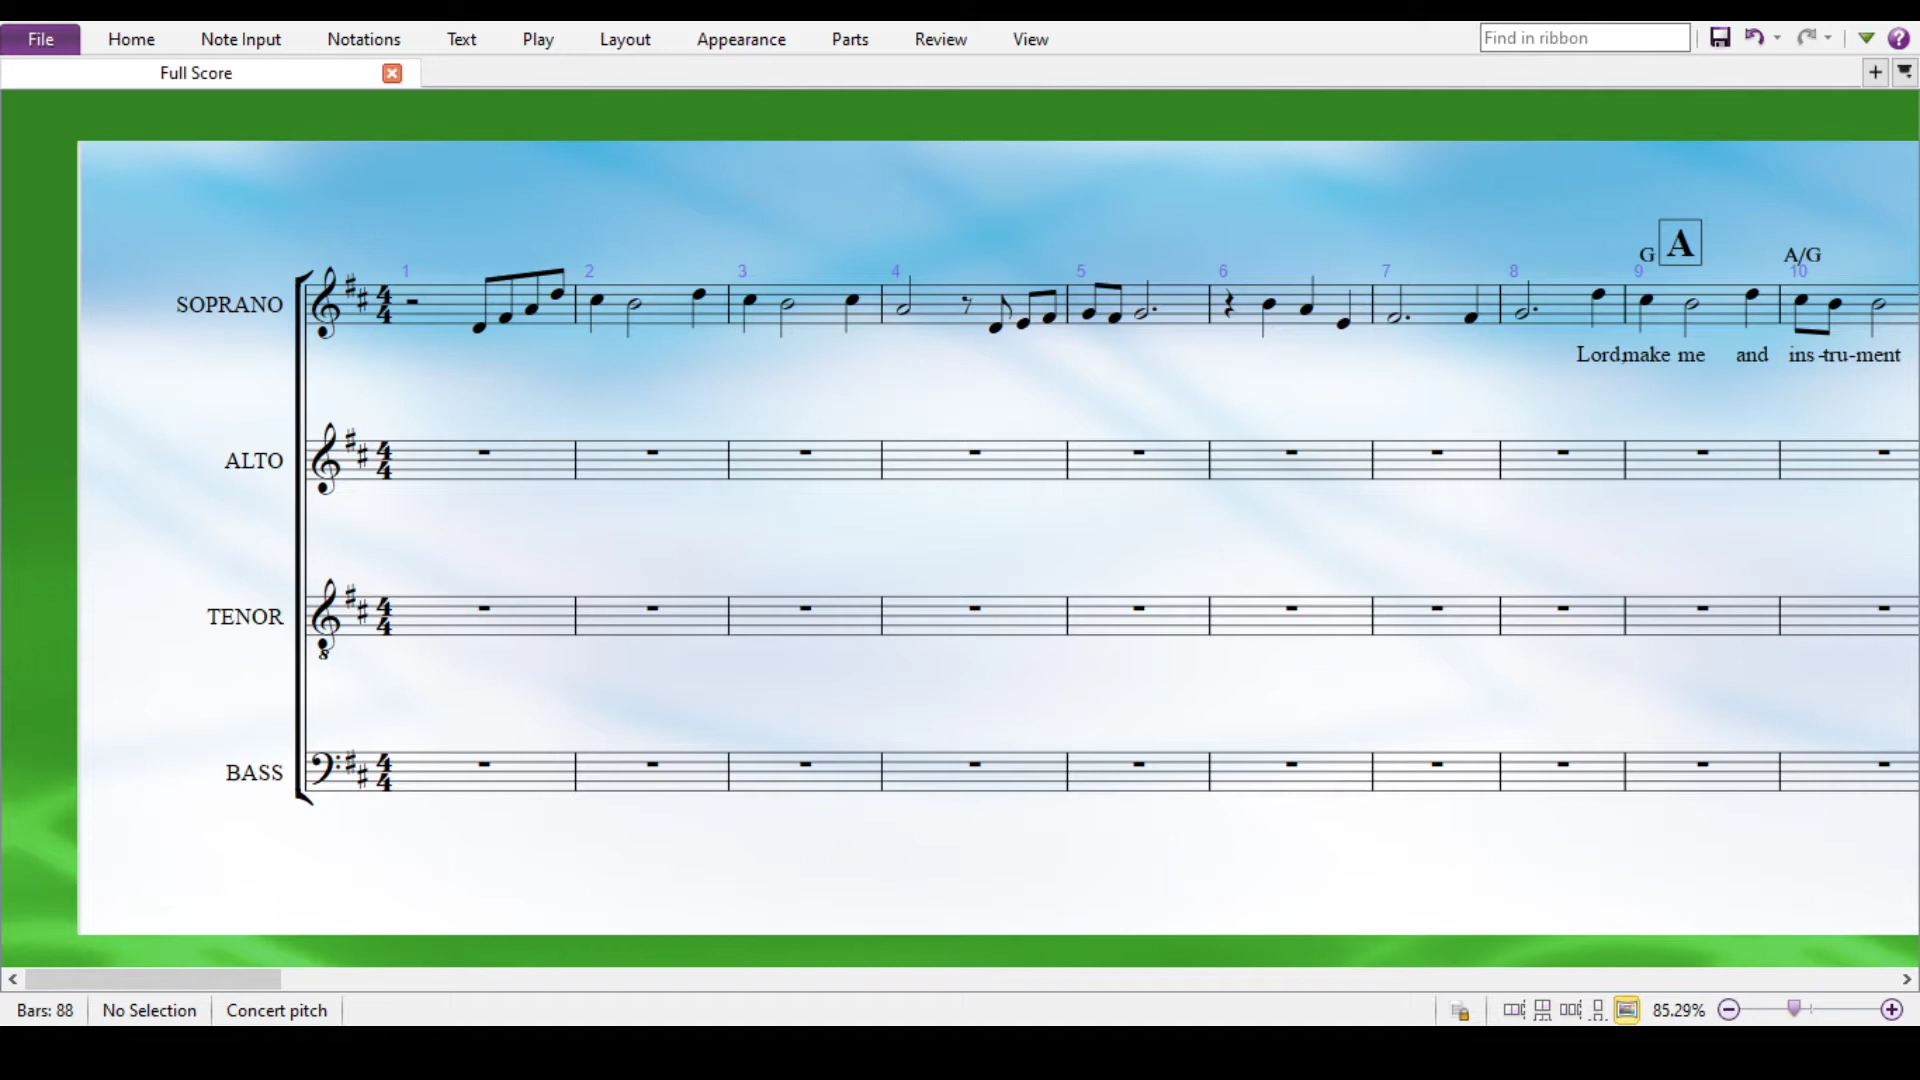 File Home Note Input Notations Text Play Layout Appearance Parts Review View Find in ribbon
Full Score
G A A/G
1 2 3 4 5 6 7 8 9 10
SOPRANO
Lord,make me and ins-tru-ment
ALTO
TENOR
8
BASS
Bars: 88 No Selection Concert pitch 85.29%